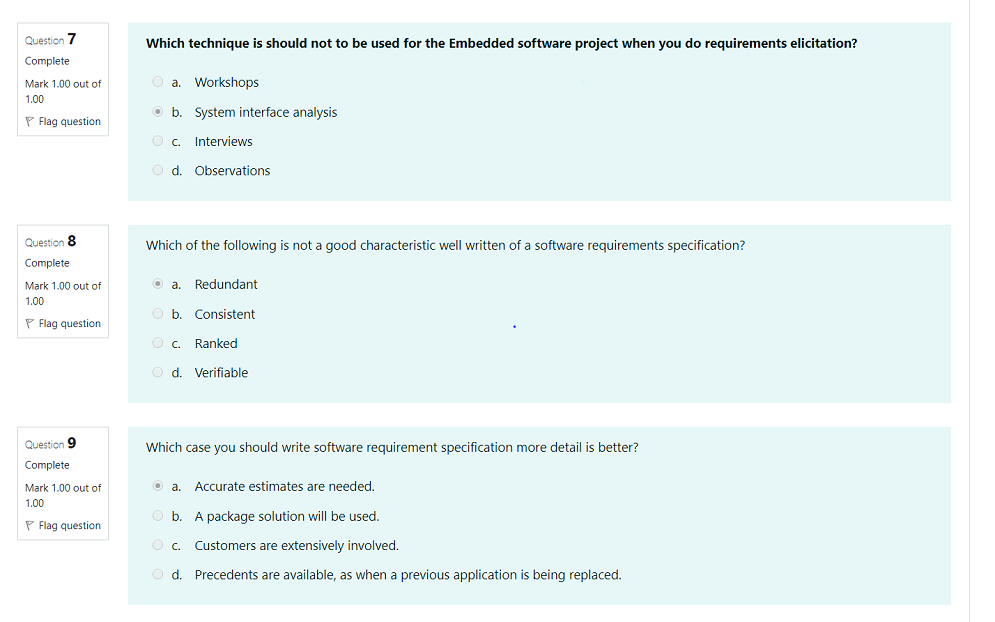 Question 7
Complete
Mark 1.00 out of
1.00
Flag question
Which technique is should not to be used for the Embedded software project when you do requirements elicitation?
a. Workshops
b. System interface analysis
c. Interviews
d. Observations
Question 8
Complete
Mark 1.00 out of
1.00
Flag question
Which of the following is not a good characteristic well written of a software requirements specification?
a. Redundant
b. Consistent
c. Ranked
d. Verifiable
Question 9
Complete
Mark 1.00 out of
1.00
Flag question
Which case you should write software requirement specification more detail is better?
a. Accurate estimates are needed.
b. A package solution will be used.
c. Customers are extensively involved.
d. Precedents are available, as when a previous application is being replaced.